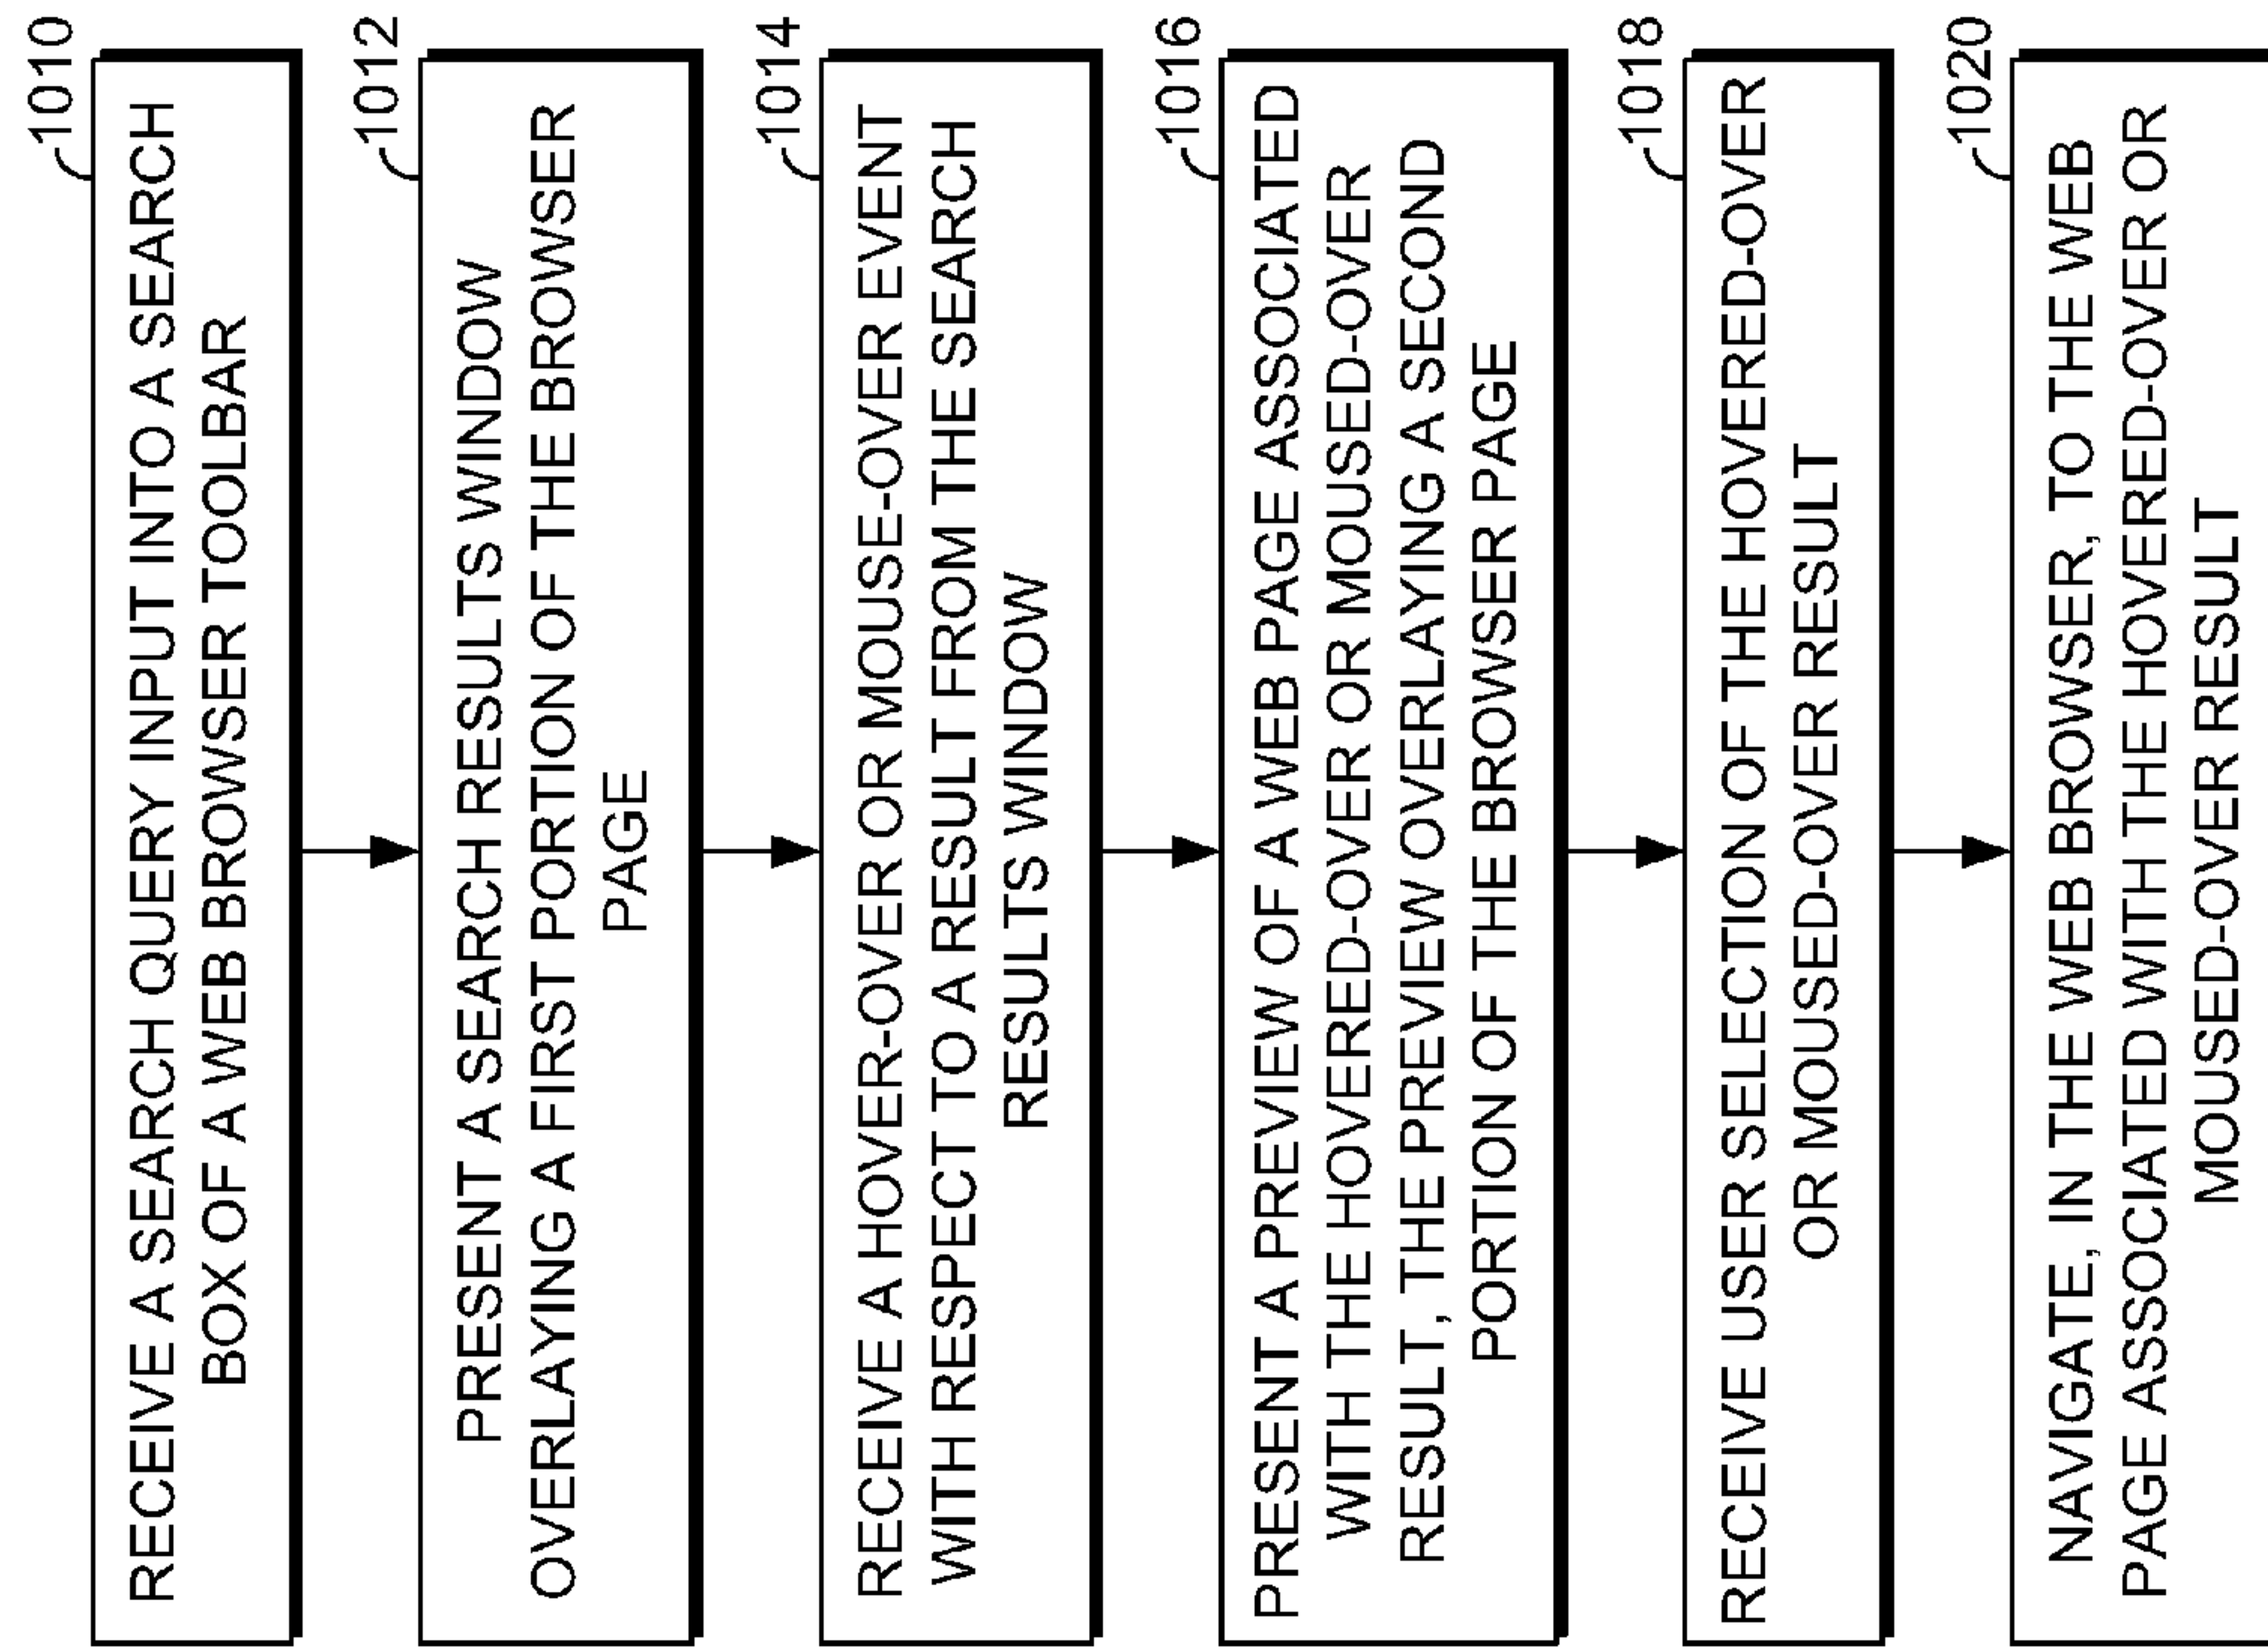 1010
RECEIVE A SEARCH QUERY INPUT INTO A SEARCH
BOX OF A WEB BROWSER TOOLBAR
1012
PRESENT A SEARCH RESULTS WINDOW
OVERLAYING A FIRST PORTION OF THE BROWSER
PAGE
1014
RECEIVE A HOVER-OVER OR MOUSE-OVER EVENT
WITH RESPECT TO A RESULT FROM THE SEARCH
RESULTS WINDOW
1016
PRESENT A PREVIEW OF A WEB PAGE ASSOCIATED
WITH THE HOVERED-OVER OR MOUSED-OVER
RESULT, THE PREVIEW OVERLAYING A SECOND
PORTION OF THE BROWSER PAGE
1018
RECEIVE USER SELECTION OF THE HOVERED-OVER
OR MOUSED-OVER RESULT
1020
NAVIGATE, IN THE WEB BROWSER, TO THE WEB
PAGE ASSOCIATED WITH THE HOVERED-OVER OR
MOUSED-OVER RESULT